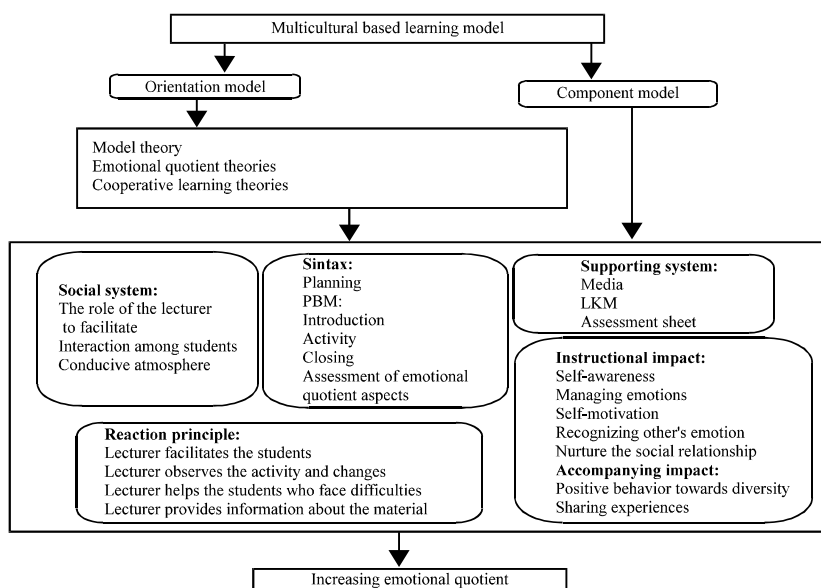 Multicultural based learning model
Orientation model
Component model
Model theory
Emotional quotient theories
Cooperative learning theories
Social system:
The role of the lecturer
to facilitate
Interaction among students
Conducive atmosphere
Sintax:
Planning
PBM:
Introduction
Activity
Closing
Assessment of emotional
quotient aspects
Supporting system:
Media
LKM
Assessment sheet
Instructional impact:
Self-awareness
Managing emotions
Self-motivation
Recognizing other's emotion
Nurture the social relationship
Accompanying impact:
Positive behavior towards diversity
Sharing experiences
Reaction principle:
Lecturer facilitates the students
Lecturer observes the activity and changes
Lecturer helps the students who face difficulties
Lecturer provides information about the material
Increasing emotional quotient